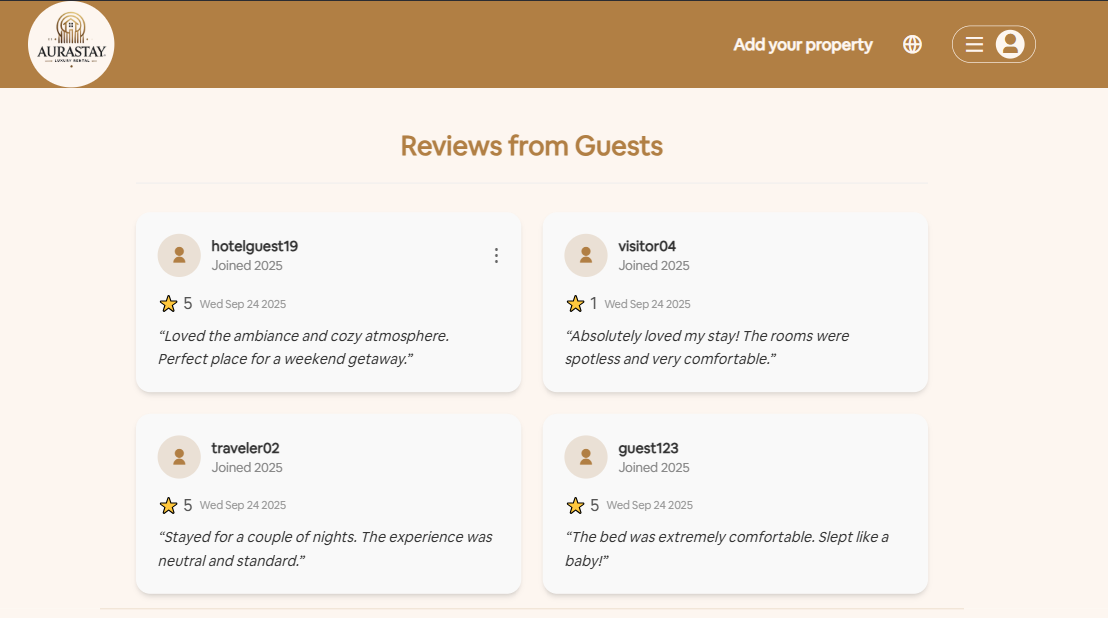 AURASTAY
LUXURY RENTAL
Add your property
Reviews from Guests
hotelguest19
Joined 2025
5 Wed Sep 24 2025
“Loved the ambiance and cozy atmosphere.
Perfect place for a weekend getaway.”
visitor04
Joined 2025
1 Wed Sep 24 2025
“Absolutely loved my stay! The rooms were
spotless and very comfortable.”
traveler02
Joined 2025
5 Wed Sep 24 2025
“Stayed for a couple of nights. The experience was
neutral and standard.”
guest123
Joined 2025
5 Wed Sep 24 2025
“The bed was extremely comfortable. Slept like a
baby!”